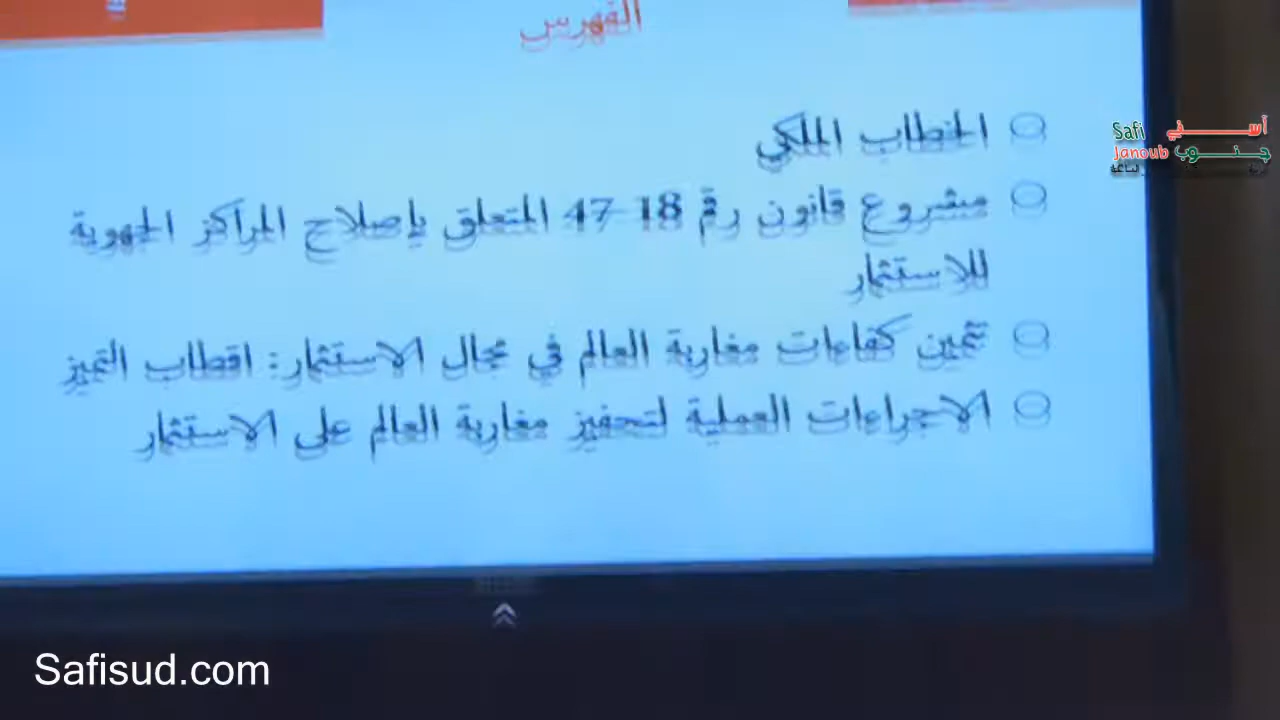 الفهرس
الخطاب الملكي
مشروع قانون رقم 18-47 المتعلق بإصلاح المراكز الجهوية
للاستثمار
تثمين كفاءات مغاربة العالم في مجال الاستثمار: اقطاب التميز
الاجراءات العملية لتحفيز مغاربة العالم على الاستثمار
Safi أسفي
Janoub جنوب
Safisud.com